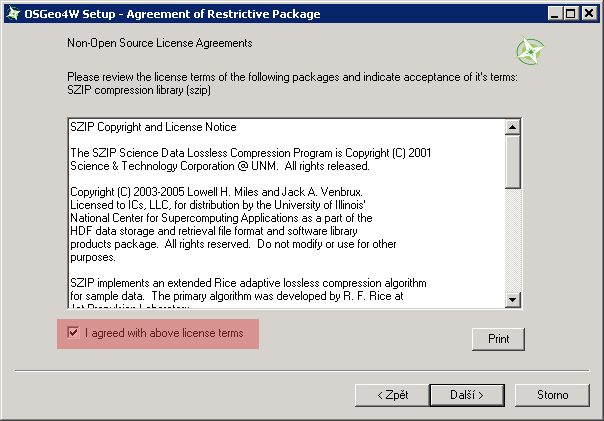 OSGeo4W Setup - Agreement of Restrictive Package
Non-Open Source License Agreements
Please review the license terms of the following packages and indicate acceptance of it's terms:
SZIP compression library (szip)
SZIP Copyright and License Notice
The SZIP Science Data Lossless Compression Program is Copyright (C) 2001
Science & Technology Corporation @ UNM.  All rights released.
Copyright (C) 2003-2005 Lowell H. Miles and Jack A. Venbrux.
Licensed to ICs, LLC, for distribution by the University of Illinois'
National Center for Supercomputing Applications as a part of the
HDF data storage and retrieval file format and software library
products package.  All rights reserved.  Do not modify or use for other
purposes.
SZIP implements an extended Rice adaptive lossless compression algorithm
for sample data.  The primary algorithm was developed by R. F. Rice at
Jet Propulsion Laboratory.
I agreed with above license terms
Print
< Zpět
Další >
Storno